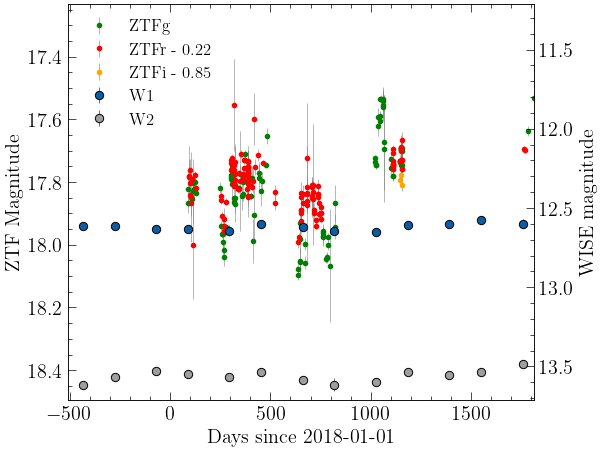 ZTFg
ZTFr - 0.22
ZTFi - 0.85
W1
W2
17.4
17.6
17.8
18.0
18.2
18.4
ZTF Magnitude
11.5
12.0
12.5
13.0
13.5
WISE magnitude
−500
0
500
1000
1500
Days since 2018-01-01